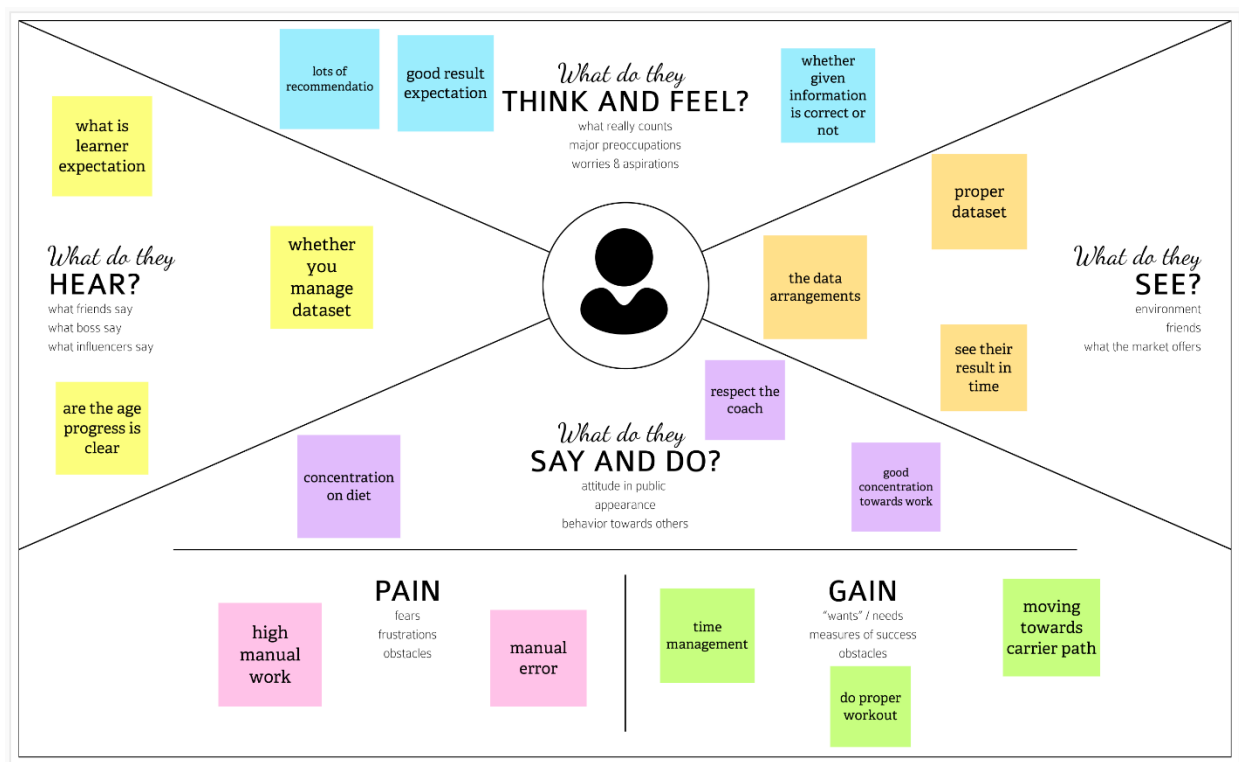 lots of
recommendatio
good result
expectation
What do they
THINK AND FEEL?
what really counts
major preoccupations
worries & aspirations
whether
given
information
is correct or
not
what is
learner
expectation
whether
you
manage
dataset
What do they
HEAR?
what friends say
what boss say
what influencers say
are the age
progress is
clear
proper
dataset
the data
arrangements
What do they
SEE?
environment
friends
what the market offers
see their
result in
time
respect the
coach
What do they
SAY AND DO?
attitude in public
appearance
behavior towards others
concentration
on diet
good
concentration
towards work
PAIN
fears
frustrations
obstacles
high
manual
work
manual
error
GAIN
"wants" / needs
measures of success
obstacles
time
management
do proper
workout
moving
towards
carrier path